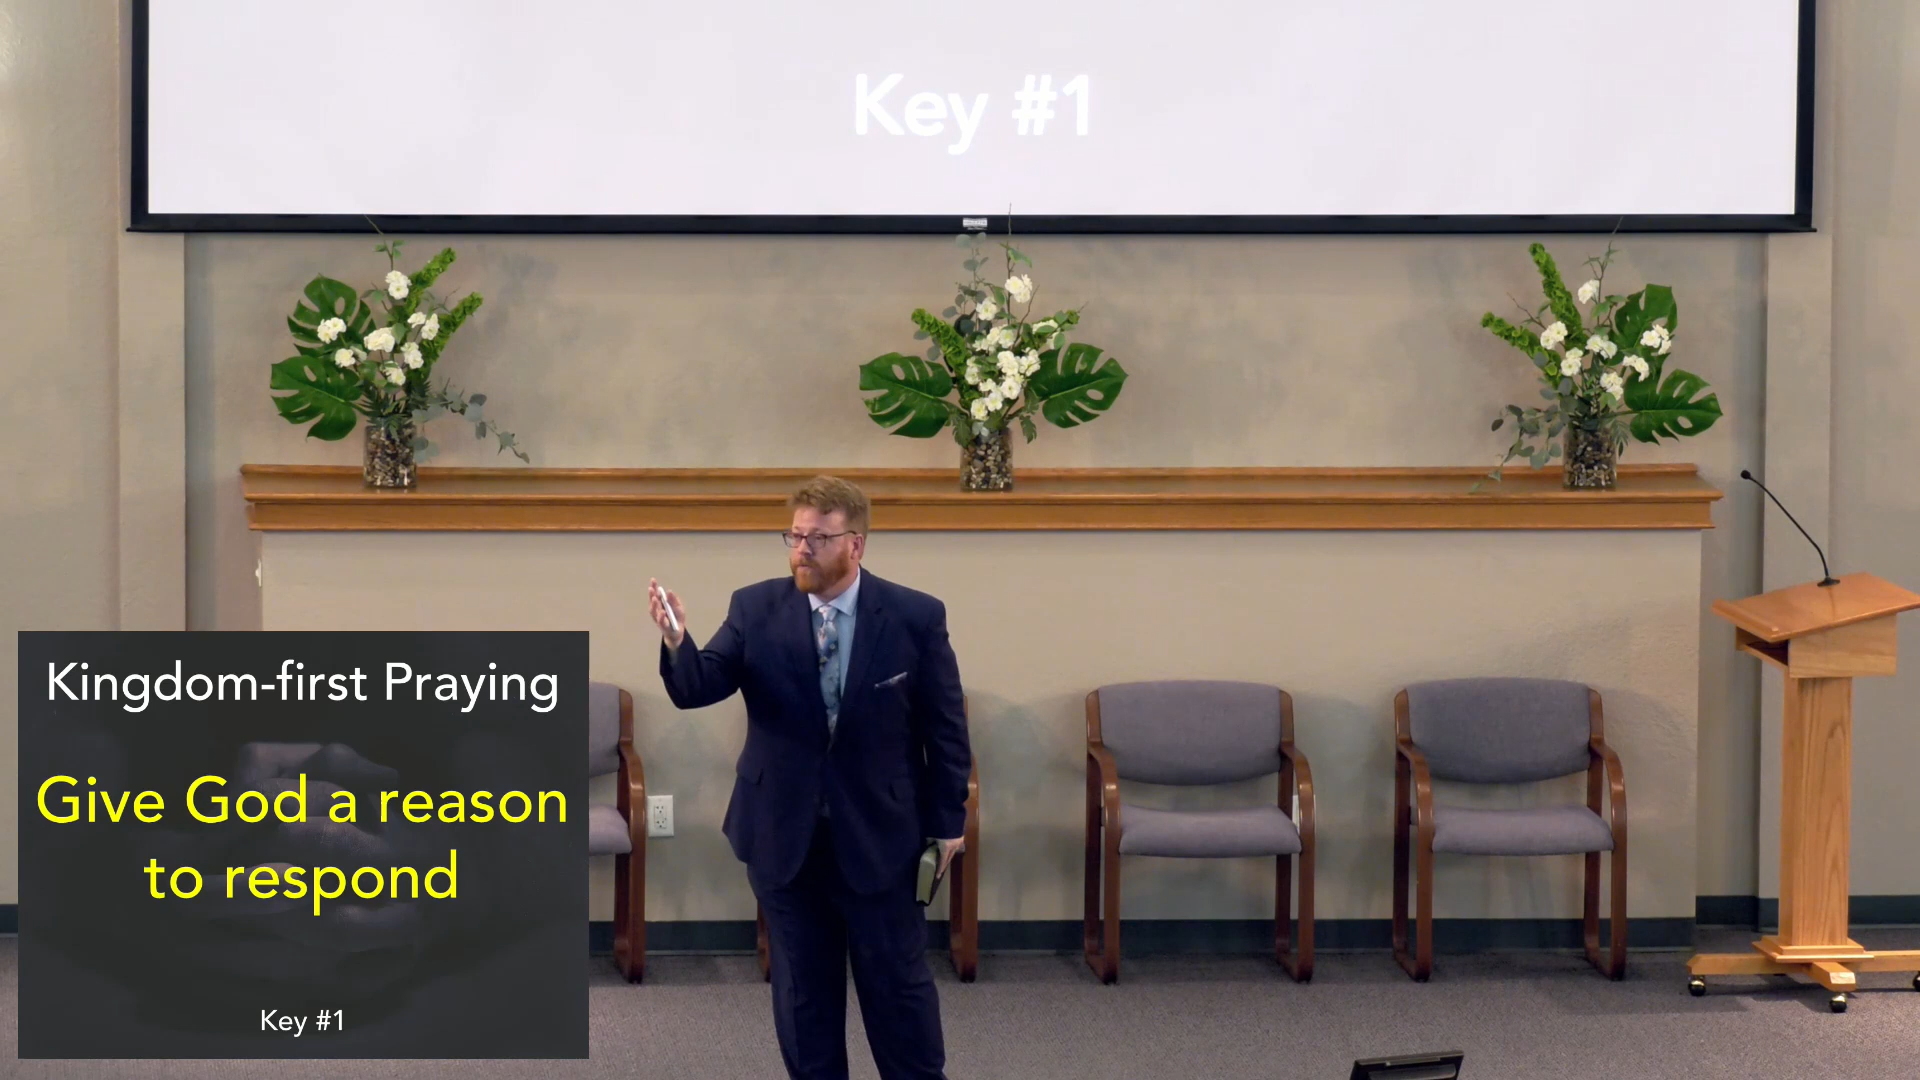 Key #1
Kingdom-first Praying
Give God a reason
to respond
Key #1